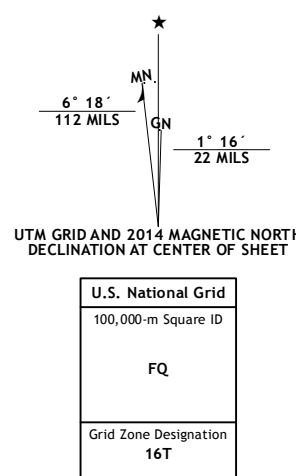 ★
M.N.
GN
6° 18´
112 MILS
1° 16´
22 MILS
UTM GRID AND 2014 MAGNETIC NORTH
DECLINATION AT CENTER OF SHEET
U.S. National Grid
100,000-m Square ID
FQ
Grid Zone Designation
16T